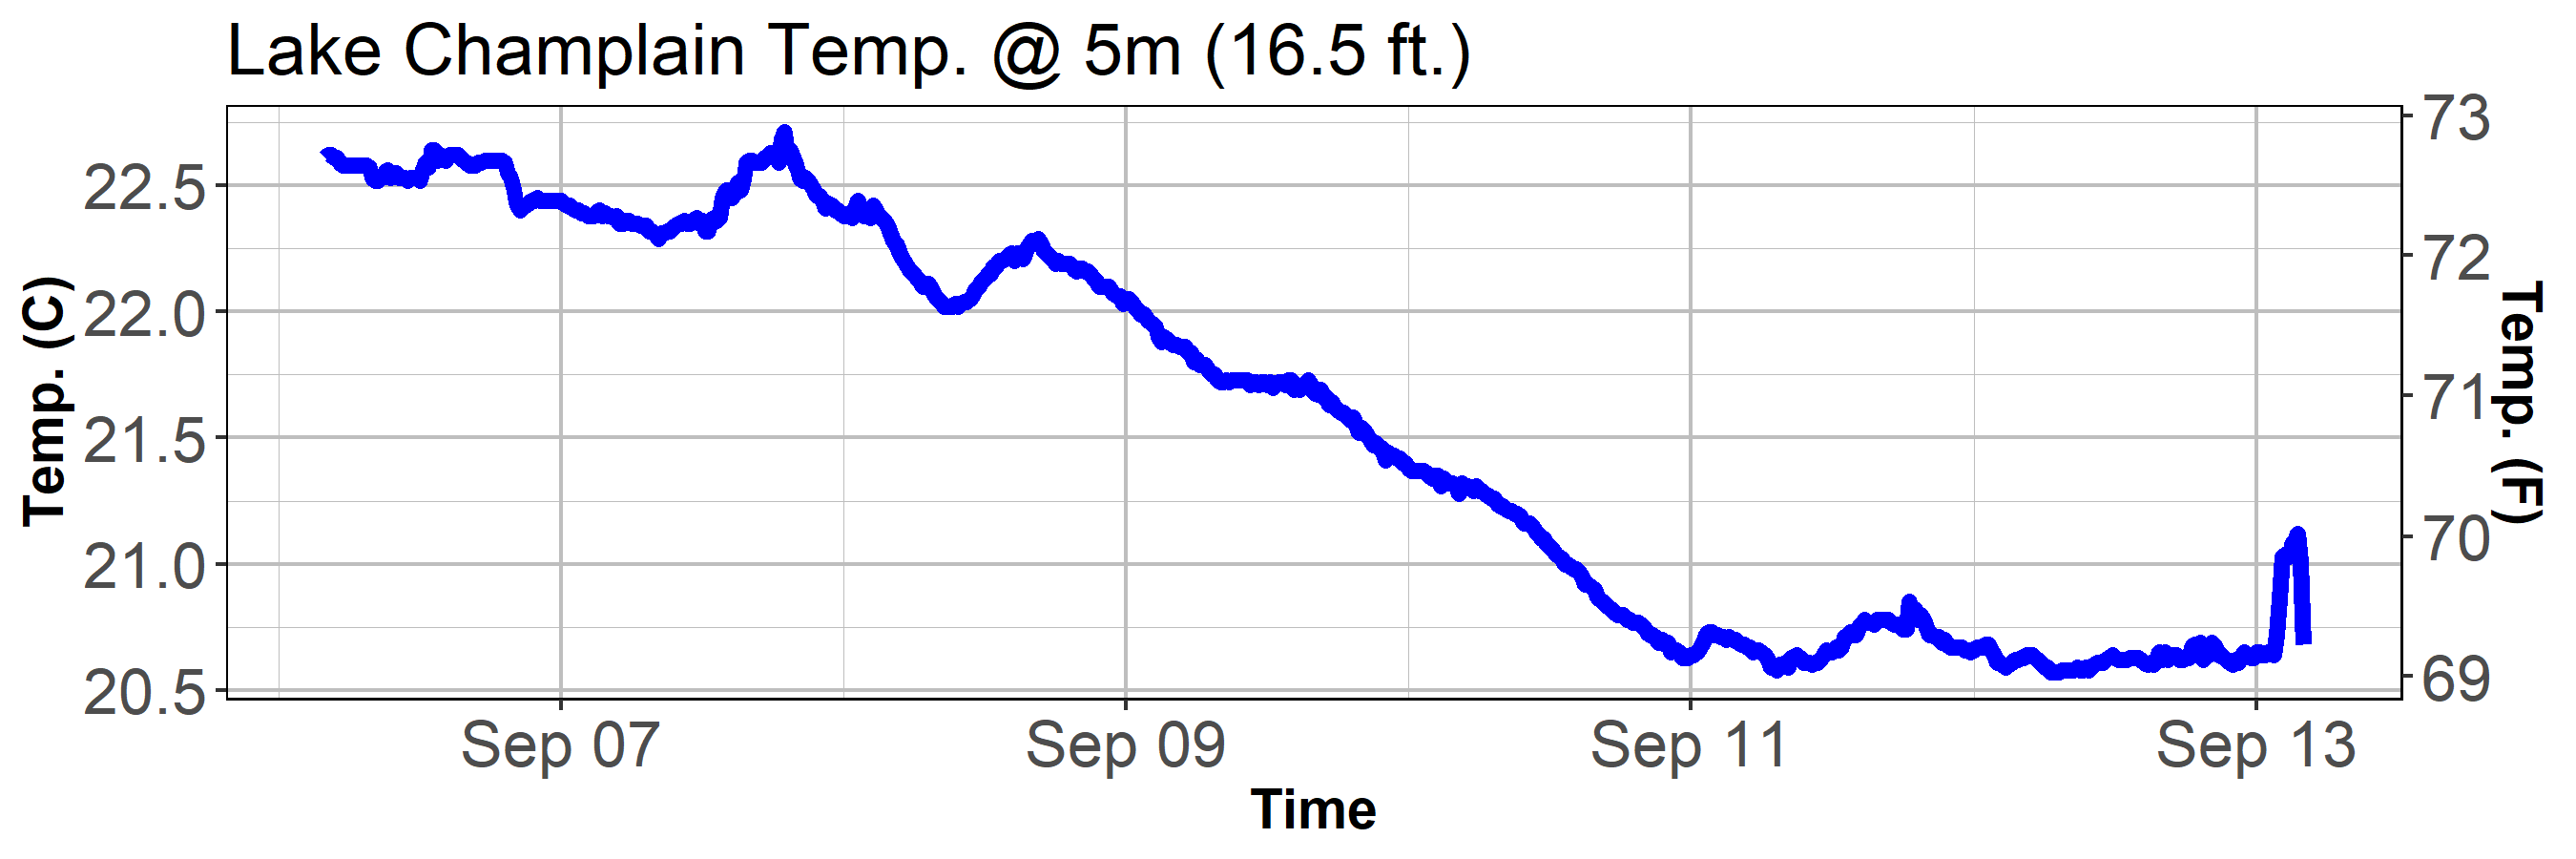 Lake Champlain Temp. @ 5m (16.5 ft.)
Temp. (C)
22.5
22.0
21.5
21.0
20.5
73
72
71
70
69
Temp. (F)
Sep 07 Sep 09 Sep 11 Sep 13
Time